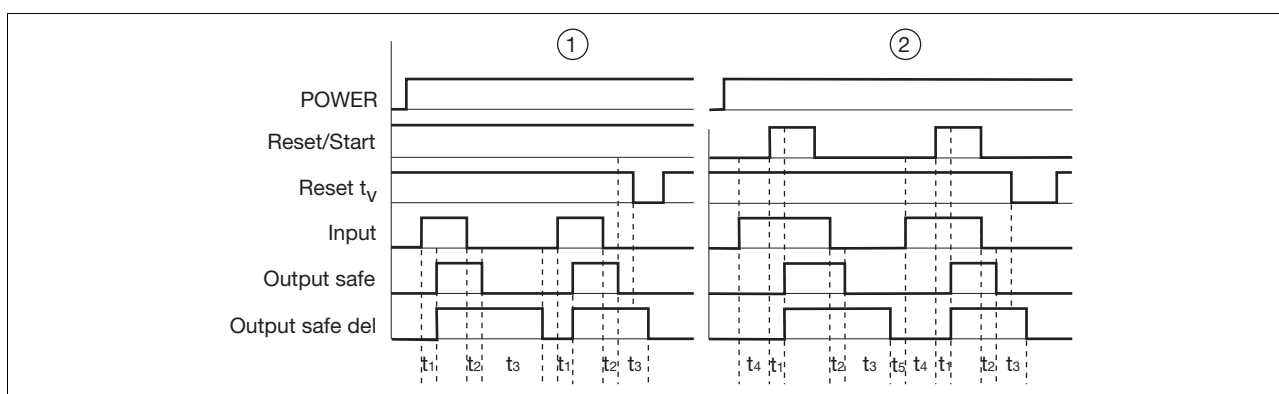 ① ②
POWER
Reset/Start
Reset tV
Input
Output safe
Output safe del
t1 t2 t3 t1 t2 t3 t4 t1 t2 t3 t5 t4 t1 t2 t3